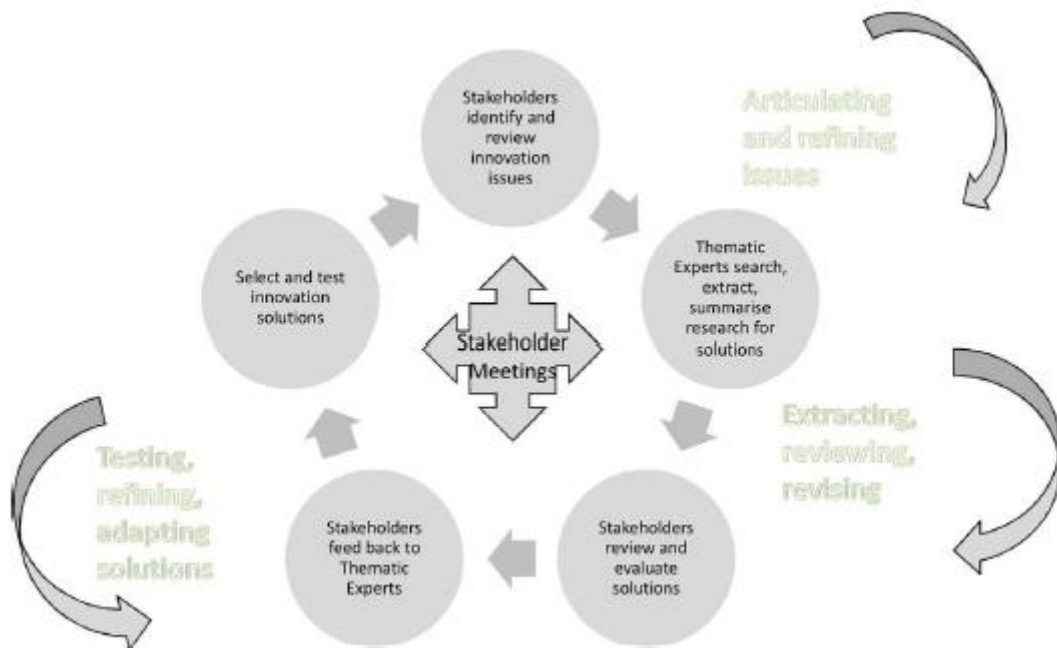 Stakeholders
identify and
review
innovation
issues
Articulating
and refining
issues
Thematic
Experts search,
extract,
summarise
research for
solutions
Extracting,
reviewing,
revising
Stakeholders
review and
evaluate
solutions
Stakeholders
feed back to
Thematic
Experts
Testing,
refining,
adapting
solutions
Select and test
innovation
solutions
Stakeholder
Meetings